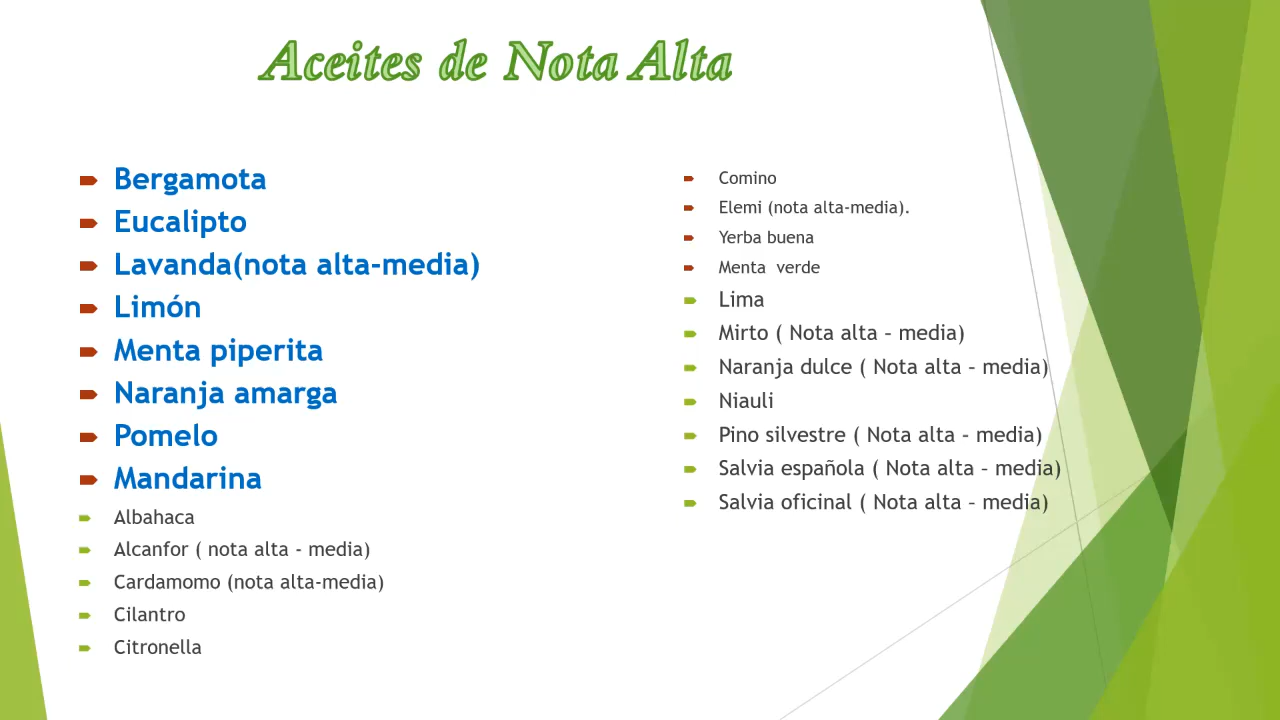 Aceites de Nota Alta
Bergamota
Eucalipto
Lavanda(nota alta-media)
Limón
Menta piperita
Naranja amarga
Pomelo
Mandarina
Albahaca
Alcanfor ( nota alta - media)
Cardamomo (nota alta-media)
Cilantro
Citronella
Comino
Elemi (nota alta-media).
Yerba buena
Menta  verde
Lima
Mirto ( Nota alta – media)
Naranja dulce ( Nota alta – media)
Niauli
Pino silvestre ( Nota alta – media)
Salvia española ( Nota alta – media)
Salvia oficinal ( Nota alta – media)